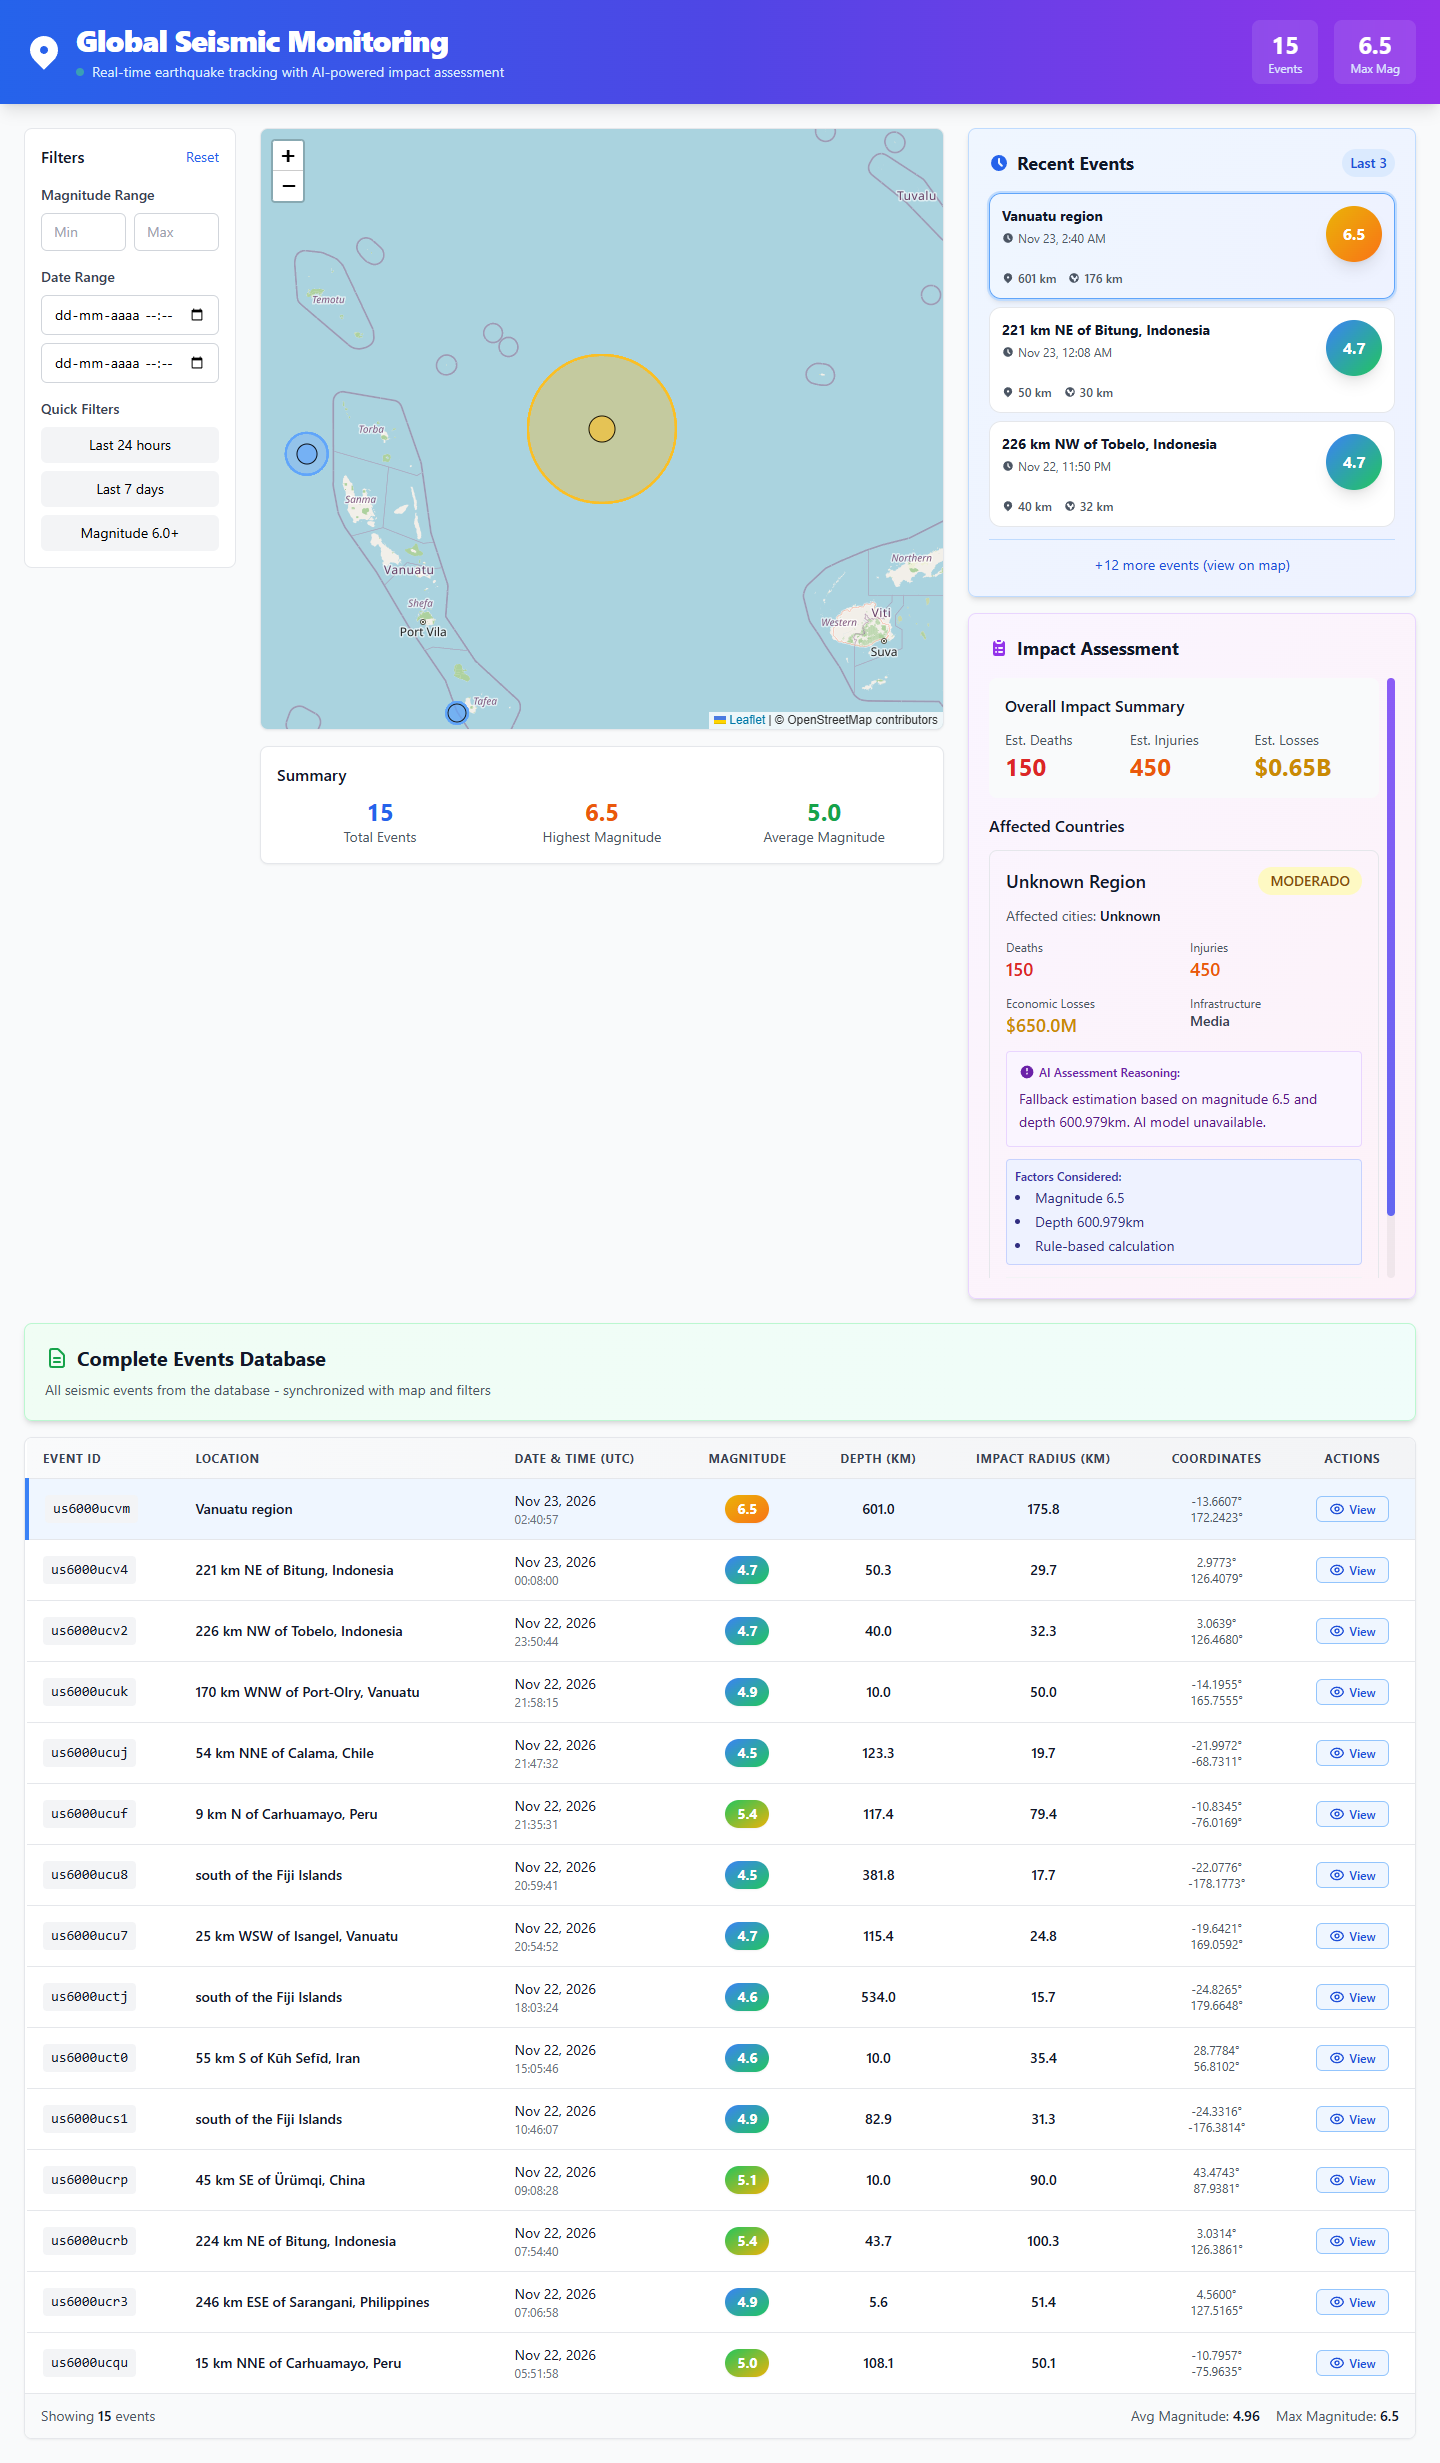 Global Seismic Monitoring
Real-time earthquake tracking with AI-powered impact assessment
15
Events
6.5
Max Mag
Filters
Reset
Magnitude Range
Min
Max
Date Range
dd-mm-aaaa --:--
dd-mm-aaaa --:--
Quick Filters
Last 24 hours
Last 7 days
Magnitude 6.0+
+
−
Tuvalu
Temotu
Torba
Sanma
Vanuatu
Shefa
Port Vila
Tafea
Northern
Viti
Western
Suva
Leaflet | © OpenStreetMap contributors
Summary
15
Total Events
6.5
Highest Magnitude
5.0
Average Magnitude
Recent Events
Last 3
Vanuatu region
Nov 23, 2:40 AM
601 km 176 km
6.5
221 km NE of Bitung, Indonesia
Nov 23, 12:08 AM
50 km 30 km
4.7
226 km NW of Tobelo, Indonesia
Nov 22, 11:50 PM
40 km 32 km
4.7
+12 more events (view on map)
Impact Assessment
Overall Impact Summary
Est. Deaths
150
Est. Injuries
450
Est. Losses
$0.65B
Affected Countries
Unknown Region
MODERADO
Affected cities: Unknown
Deaths
150
Injuries
450
Economic Losses
$650.0M
Infrastructure
Media
AI Assessment Reasoning:
Fallback estimation based on magnitude 6.5 and
depth 600.979km. AI model unavailable.
Factors Considered:
• Magnitude 6.5
• Depth 600.979km
• Rule-based calculation
Complete Events Database
All seismic events from the database - synchronized with map and filters
EVENT ID LOCATION DATE & TIME (UTC) MAGNITUDE DEPTH (KM) IMPACT RADIUS (KM) COORDINATES ACTIONS
us6000ucvm Vanuatu region Nov 23, 2026 02:40:57 6.5 601.0 175.8 -13.6607° 172.2423° View
us6000ucv4 221 km NE of Bitung, Indonesia Nov 23, 2026 00:08:00 4.7 50.3 29.7 2.9773° 126.4079° View
us6000ucv2 226 km NW of Tobelo, Indonesia Nov 22, 2026 23:50:44 4.7 40.0 32.3 3.0639° 126.4680° View
us6000ucuk 170 km WNW of Port-Olry, Vanuatu Nov 22, 2026 21:58:15 4.9 10.0 50.0 -14.1955° 165.7555° View
us6000ucuj 54 km NNE of Calama, Chile Nov 22, 2026 21:47:32 4.5 123.3 19.7 -21.9972° -68.7311° View
us6000ucuf 9 km N of Carhuamayo, Peru Nov 22, 2026 21:35:31 5.4 117.4 79.4 -10.8345° -76.0169° View
us6000ucu8 south of the Fiji Islands Nov 22, 2026 20:59:41 4.5 381.8 17.7 -22.0776° -178.1773° View
us6000ucu7 25 km WSW of Isangel, Vanuatu Nov 22, 2026 20:54:52 4.7 115.4 24.8 -19.6421° 169.0592° View
us6000uctj south of the Fiji Islands Nov 22, 2026 18:03:24 4.6 534.0 15.7 -24.8265° 179.6648° View
us6000uct0 55 km S of Kūh Sefīd, Iran Nov 22, 2026 15:05:46 4.6 10.0 35.4 28.7784° 56.8102° View
us6000ucs1 south of the Fiji Islands Nov 22, 2026 10:46:07 4.9 82.9 31.3 -24.3316° -176.3814° View
us6000ucrp 45 km SE of Ürümqi, China Nov 22, 2026 09:08:28 5.1 10.0 90.0 43.4743° 87.9381° View
us6000ucrb 224 km NE of Bitung, Indonesia Nov 22, 2026 07:54:40 5.4 43.7 100.3 3.0314° 126.3861° View
us6000ucr3 246 km ESE of Sarangani, Philippines Nov 22, 2026 07:06:58 4.9 5.6 51.4 4.5600° 127.5165° View
us6000ucqu 15 km NNE of Carhuamayo, Peru Nov 22, 2026 05:51:58 5.0 108.1 50.1 -10.7957° -75.9635° View
Showing 15 events
Avg Magnitude: 4.96 Max Magnitude: 6.5